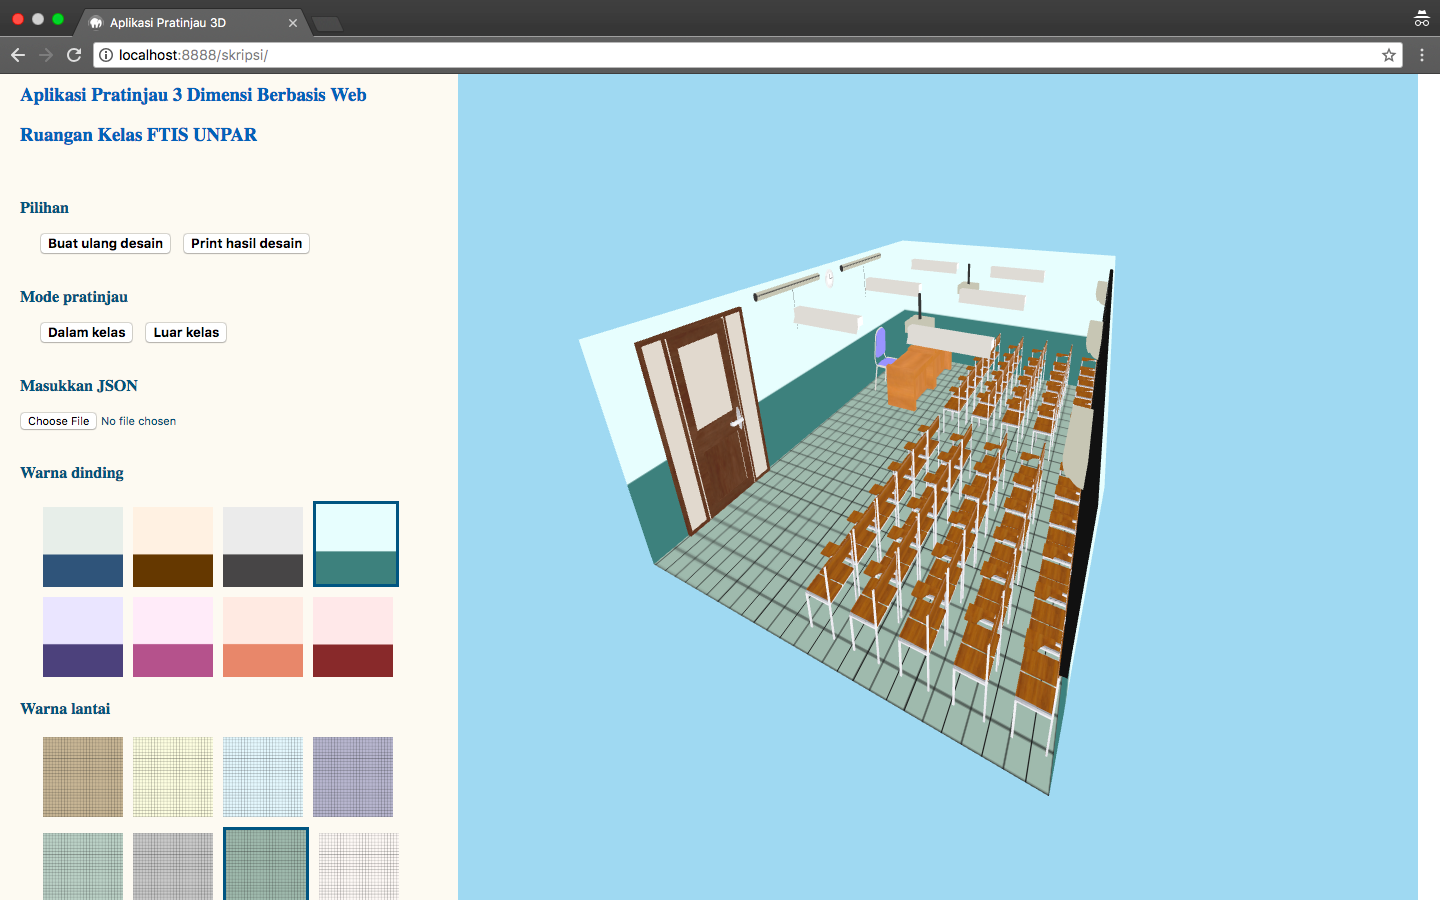 Aplikasi Pratinjau 3D
localhost:8888/skripsi/
Aplikasi Pratinjau 3 Dimensi Berbasis Web
Ruangan Kelas FTIS UNPAR
Pilihan
Buat ulang desain Print hasil desain
Mode pratinjau
Dalam kelas Luar kelas
Masukkan JSON
Choose File No file chosen
Warna dinding
Warna lantai